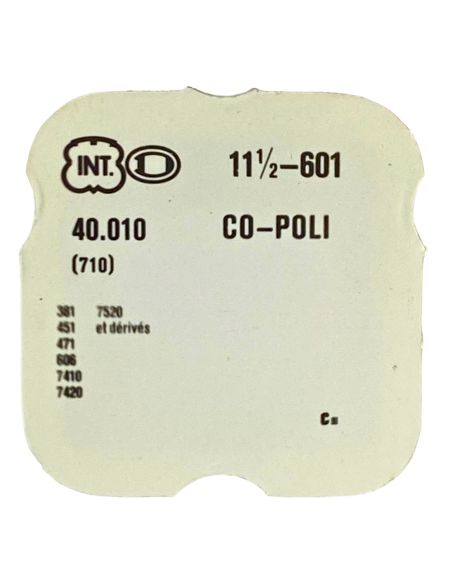 INT. D 11½–601
40.010 CO–POLI
(710)
381 7520
451 et dérivés
471
606
7410
7420